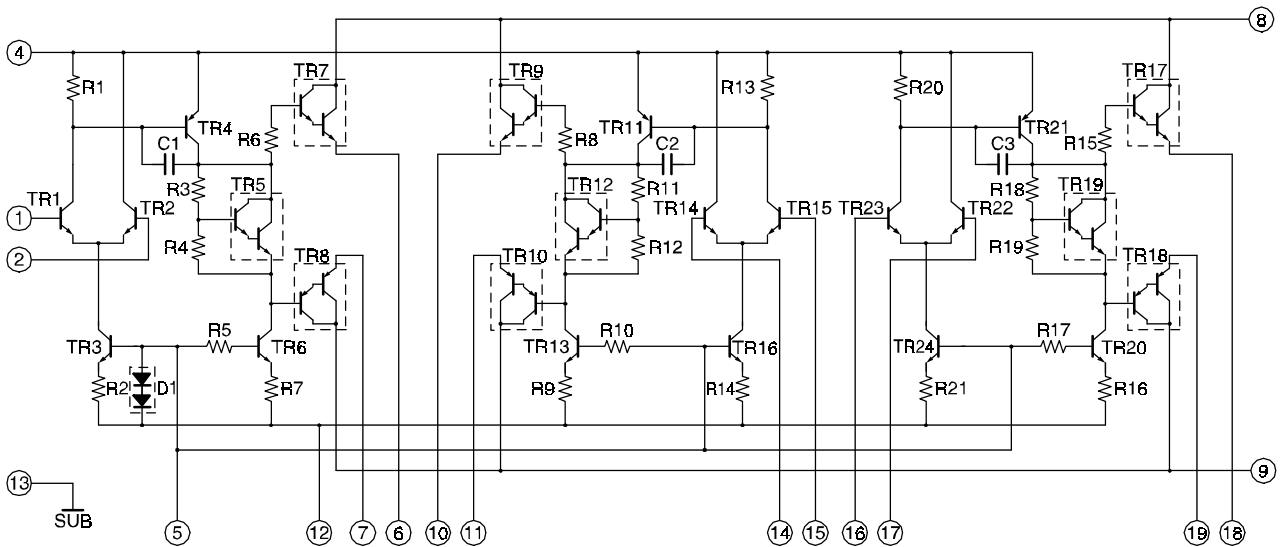 8
4
TR7 TR9 TR17
R1 R13 R20
TR4 R6 R8 TR11 TR21 R15
C1 C2 C3
R3 TR5 TR12 R11 R18 TR19
TR1 TR2 TR14 TR15 TR23 TR22
1
R4 R12 R19
2
TR8 TR10 TR18
R5 R10 R17
TR3 TR6 TR13 TR16 TR24 TR20
R2 D1 R7 R9 R14 R21 R16
9
13
SUB
5 12 7 6 10 11 14 15 16 17 19 18